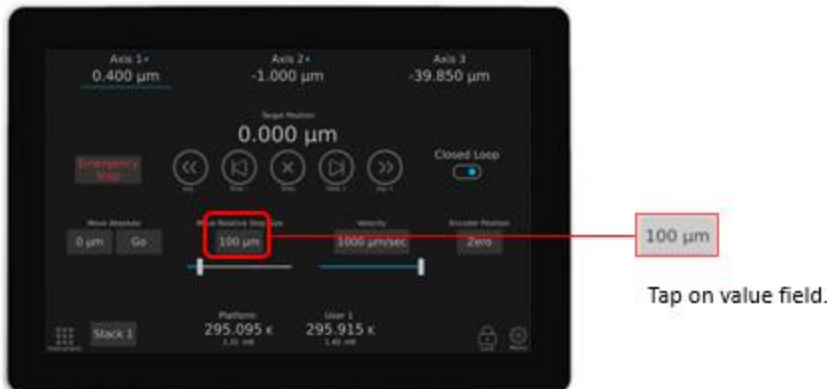 Axis 1
Axis 2
Axis 3
0.400 µm
-1.000 µm
-39.850 µm
Target Position
0.000 µm
Emergency
Stop
Closed Loop
Move Absolute
Move Relative Step Size
Velocity
Encoder Position
0 µm
Go
100 µm
1000 µm/sec
Zero
100 µm
Tap on value field.
Platform
User 1
Stack 1
295.095 K
295.915 K